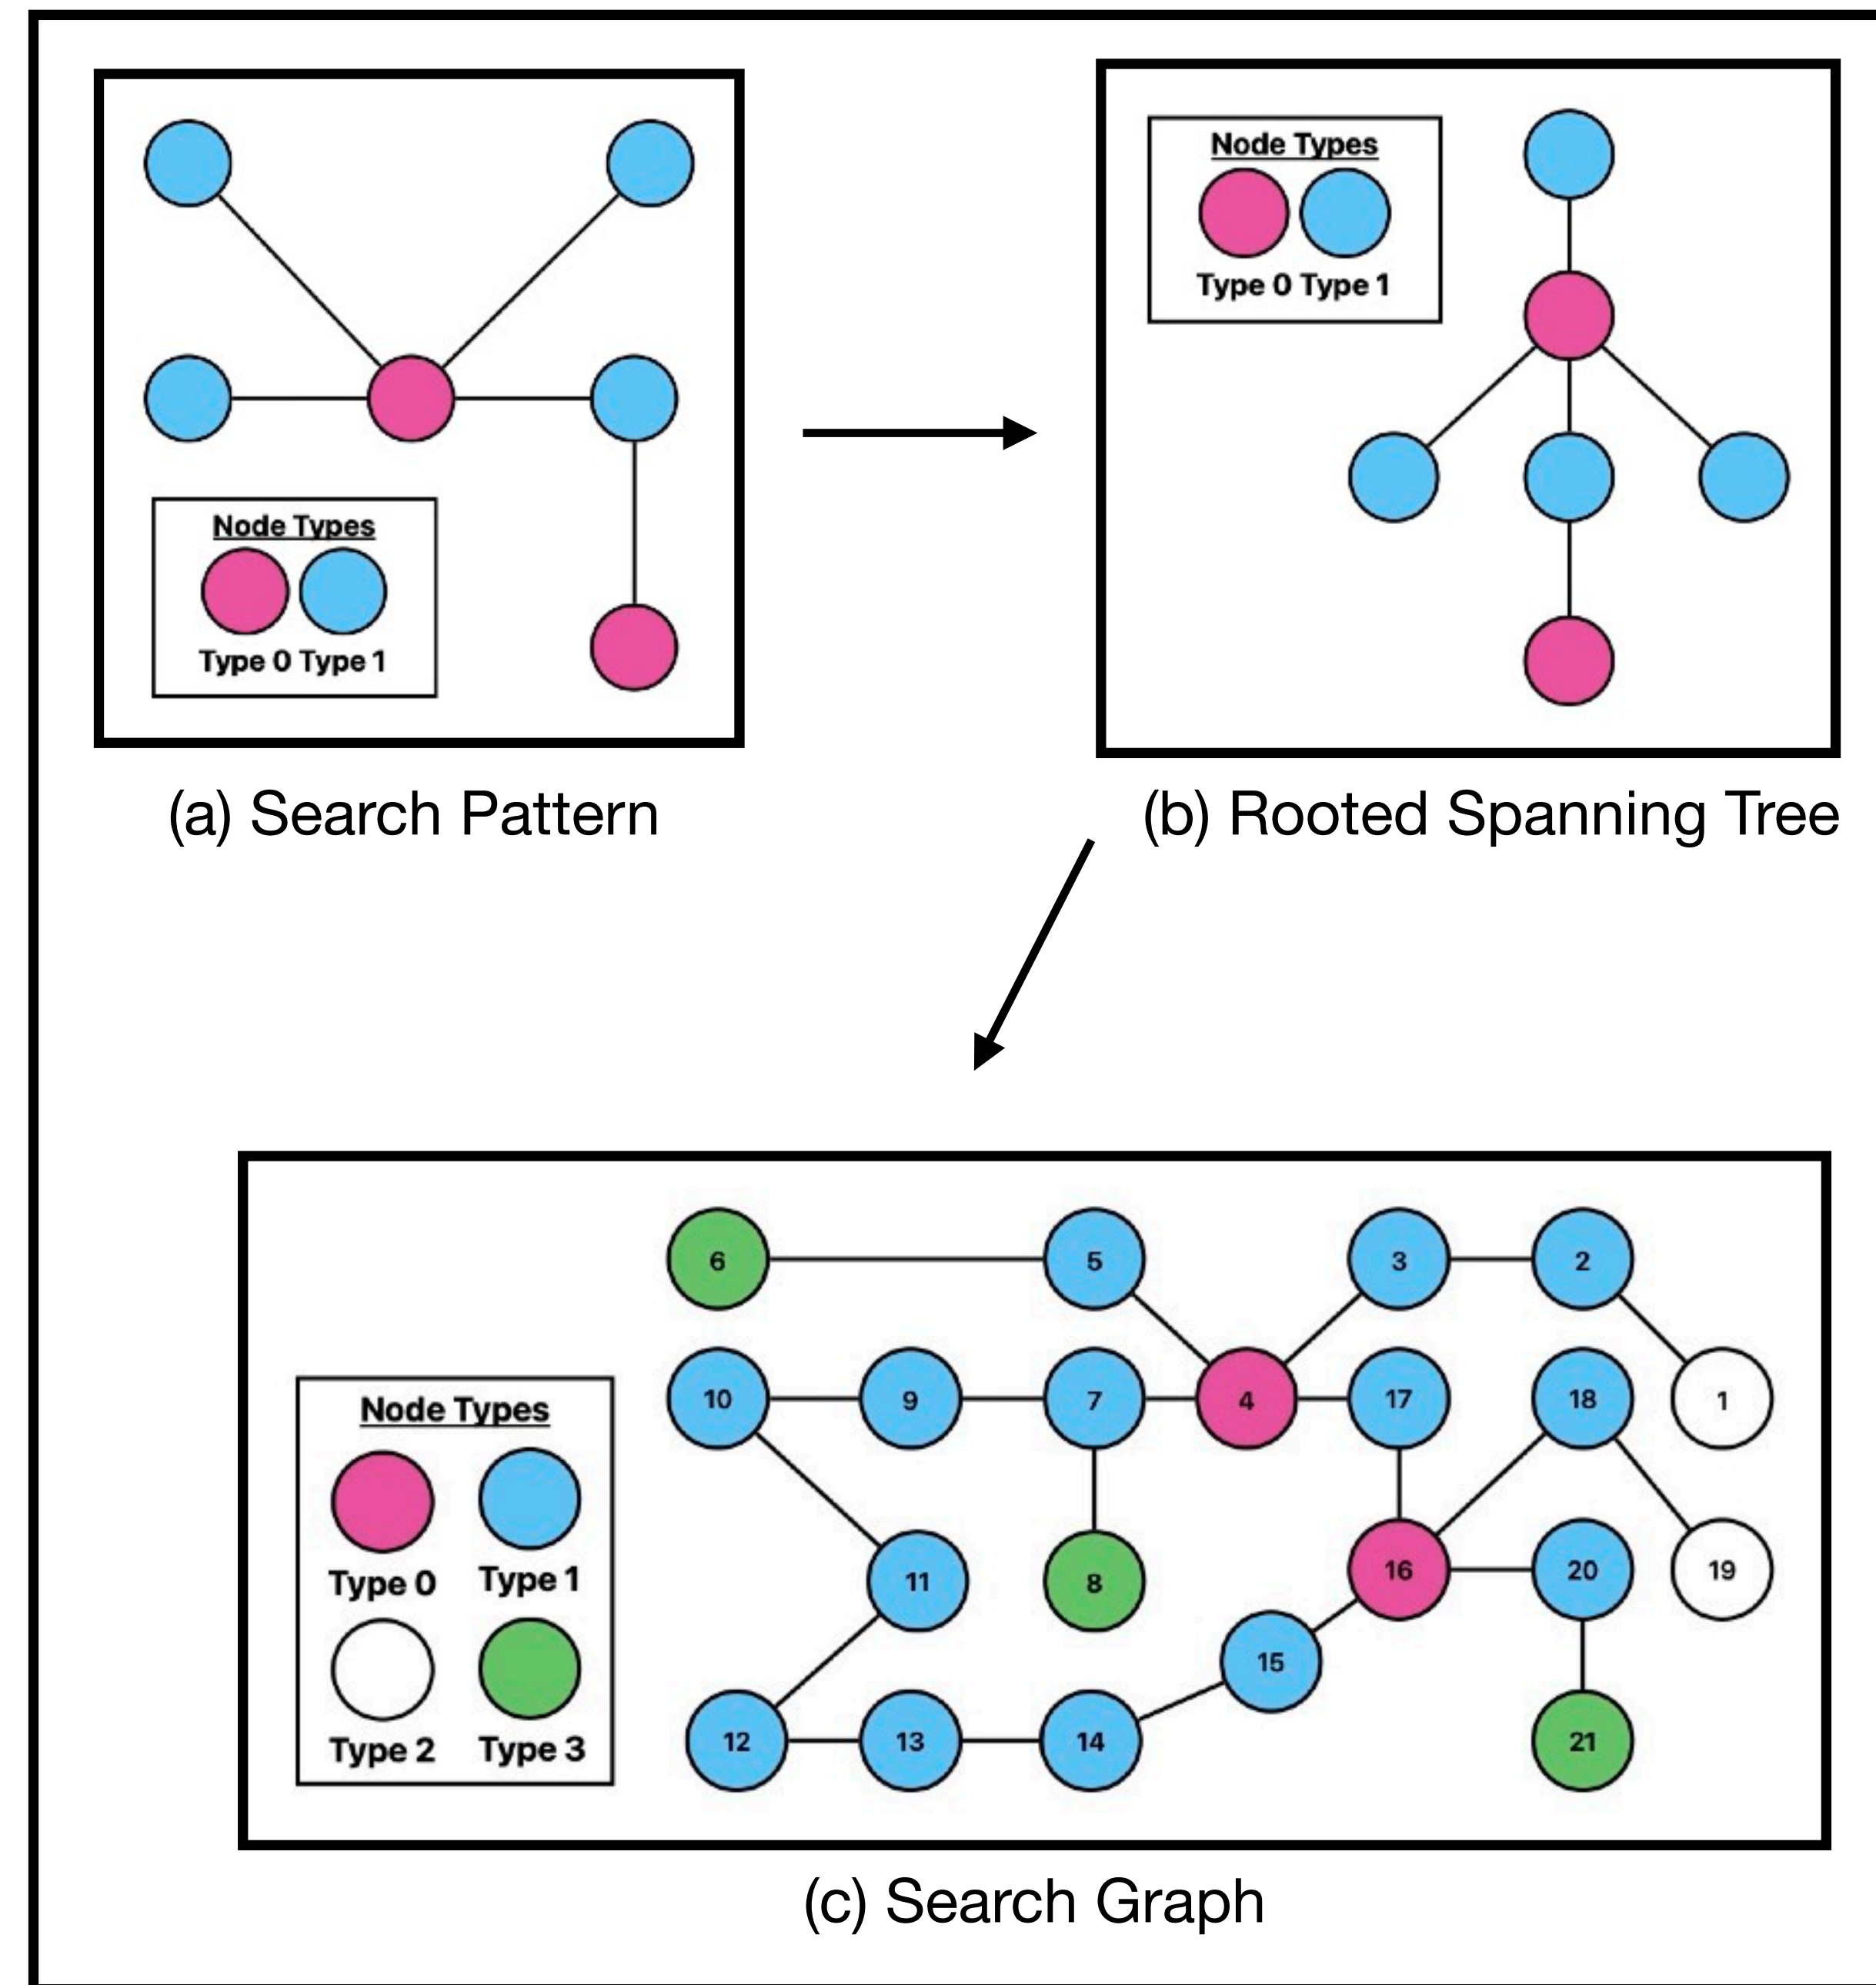 Node Types
Type 0 Type 1
(a) Search Pattern
Node Types
Type 0 Type 1
(b) Rooted Spanning Tree
6 5 3 2
10 9 7 4 17 18 1
Node Types
Type 0 Type 1
Type 2 Type 3
11 8 16 20 19
15
12 13 14 21
(c) Search Graph